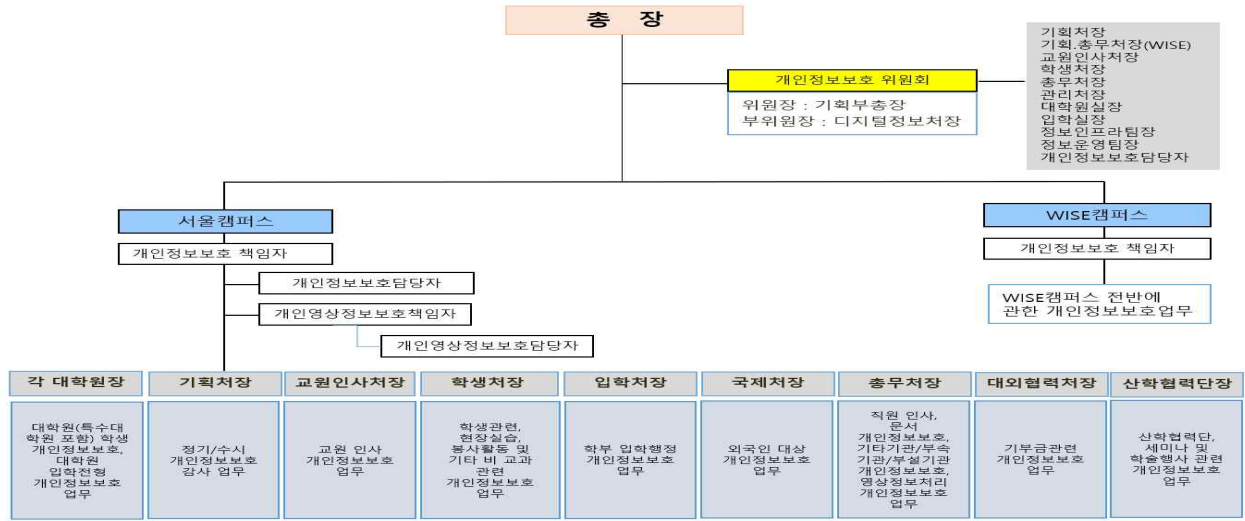 총 장
개인정보보호 위원회
위원장 : 기획부총장
부위원장 : 디지털정보처장
기획처장
기획.총무처장(WISE)
교원인사처장
학생처장
총무처장
관리처장
대학원실장
입학실장
정보인프라팀장
정보운영팀장
개인정보보호담당자
서울캠퍼스
개인정보보호 책임자
개인정보보호담당자
개인영상정보보호책임자
개인영상정보보호담당자
WISE캠퍼스
개인정보보호 책임자
WISE캠퍼스 전반에
관한 개인정보보호업무
각 대학원장
대학원(특수대
학원 포함) 학생
개인정보보호,
대학원
입학전형
개인정보보호
업무
기획처장
정기/수시
개인정보보호
감사 업무
교원인사처장
교원 인사
개인정보보호
업무
학생처장
학생관련,
현장실습,
봉사활동 및
기타 비 교과
관련
개인정보보호
업무
입학처장
학부 입학행정
개인정보보호
업무
국제처장
외국인 대상
개인정보보호
업무
총무처장
직원 인사,
문서
개인정보보호,
기타기관/부속
기관/부설기관
개인정보보호,
영상정보처리
개인정보보호
업무
대외협력처장
기부금관련
개인정보보호
업무
산학협력단장
산학협력단,
세미나 및
학술행사 관련
개인정보보호
업무